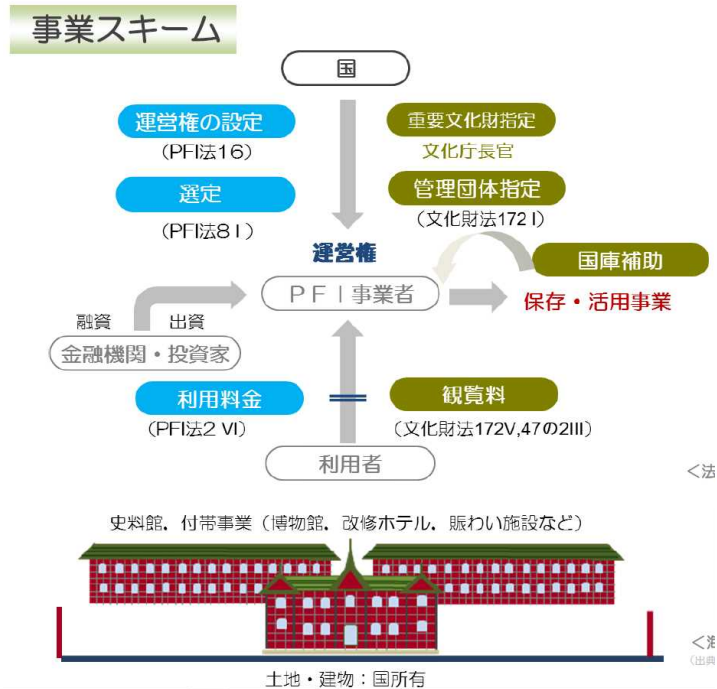 事業スキーム
国
運営権の設定
(PFI法16)
重要文化財指定
文化庁長官
選定
(PFI法8Ⅰ)
管理団体指定
(文化財法172Ⅰ)
運営権
国庫補助
PFI事業者
保存・活用事業
融資 出資
金融機関・投資家
利用料金
(PFI法2 Ⅵ)
観覧料
(文化財法172Ⅴ,47の2Ⅲ)
利用者
<法
史料館，付帯事業（博物館，改修ホテル，賑わい施設など）
土地・建物：国所有
(出典